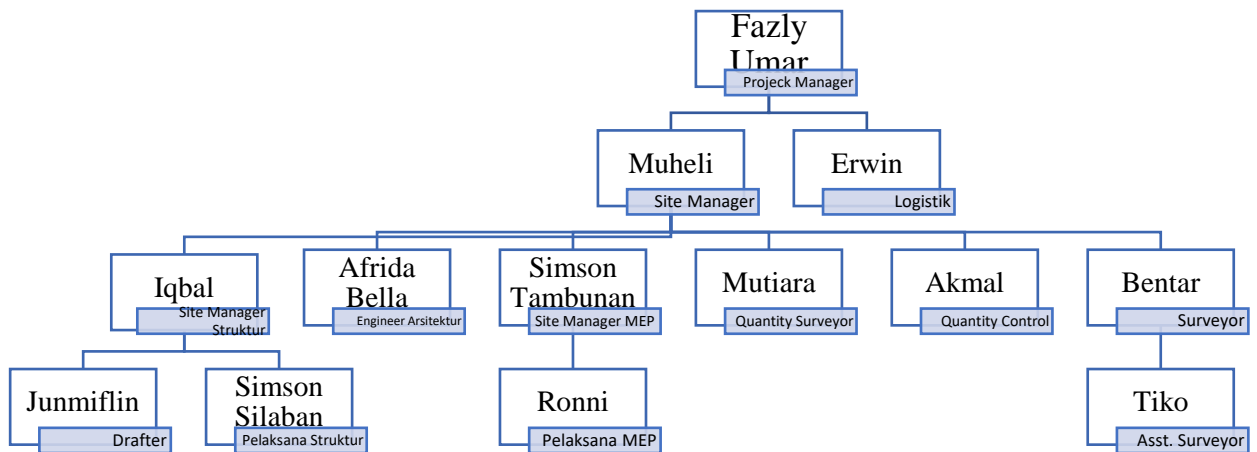 Fazly
Umar
Projeck Manager
Muheli
Site Manager
Erwin
Logistik
Iqbal
Site Manager
Struktur
Afrida
Bella
Engineer Arsitektur
Simson
Tambunan
Site Manager MEP
Mutiara
Quantity Surveyor
Akmal
Quantity Control
Bentar
Surveyor
Junmiflin
Drafter
Simson
Silaban
Pelaksana Struktur
Ronni
Pelaksana MEP
Tiko
Asst. Surveyor